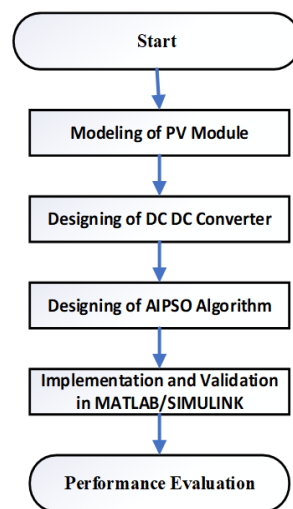 Start
Modeling of PV Module
Designing of DC DC Converter
Designing of AIPSO Algorithm
Implementation and Validation
in MATLAB/SIMULINK
Performance Evaluation